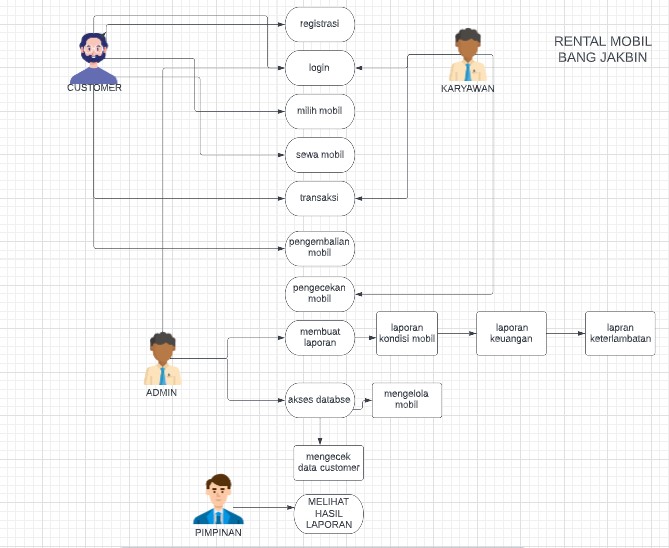 RENTAL MOBIL
BANG JAKBIN
CUSTOMER
KARYAWAN
registrasi
login
milih mobil
sewa mobil
transaksi
pengembalian
mobil
pengecekan
mobil
membuat
laporan
laporan
kondisi mobil
laporan
keuangan
lapran
keterlambatan
ADMIN
akses databse
mengelola
mobil
mengecek
data customer
PIMPINAN
MELIHAT
HASIL
LAPORAN